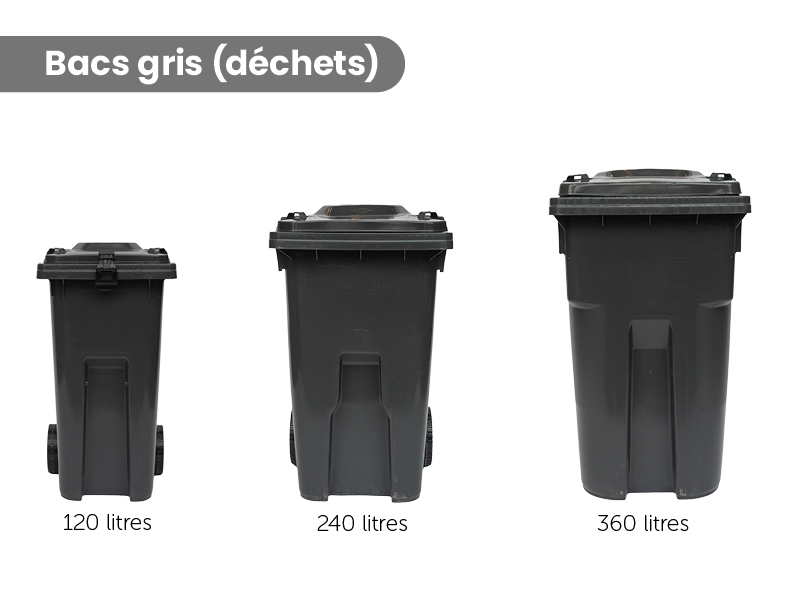 Bacs gris (déchets)
120 litres
240 litres
360 litres